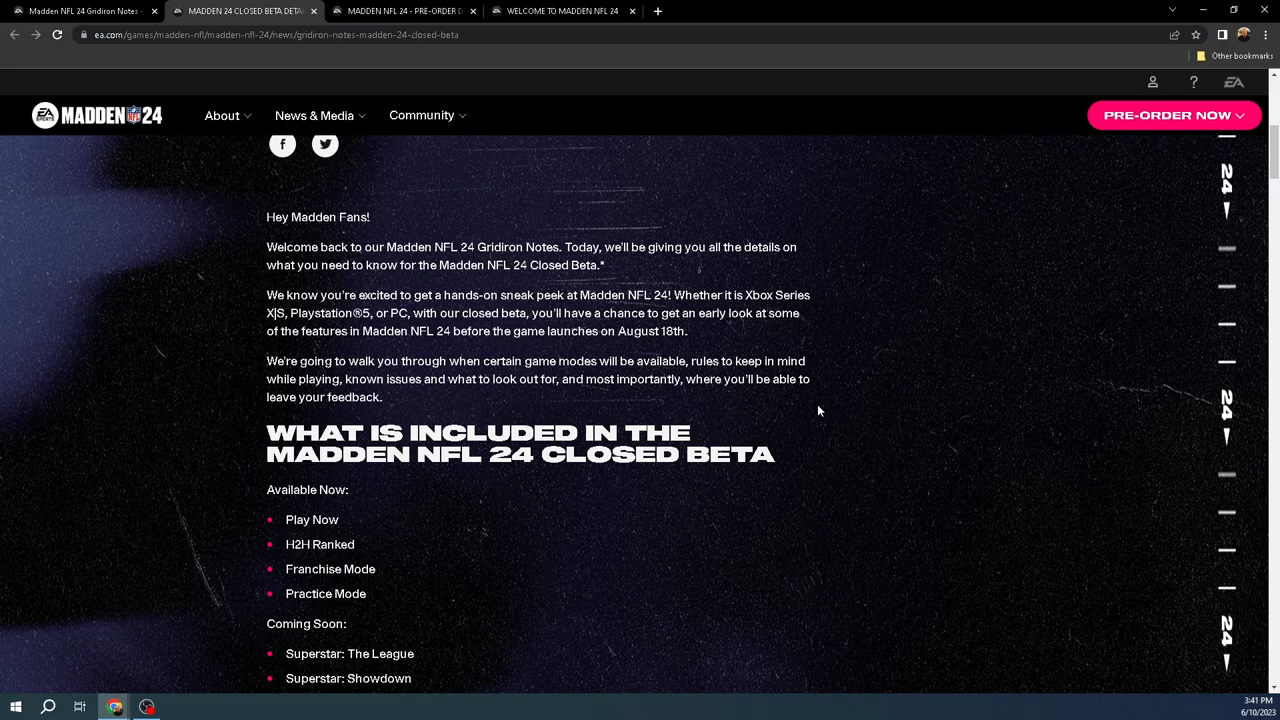 Madden NFL 24 Gridiron Notes -
MADDEN 24 CLOSED BETA DETAI
MADDEN NFL 24 - PRE-ORDER D
WELCOME TO MADDEN NFL 24
ea.com/games/madden-nfl/madden-nfl-24/news/gridiron-notes-madden-24-closed-beta
Other bookmarks
EA
EA SPORTS MADDEN NFL 24
About
News & Media
Community
PRE-ORDER NOW
Hey Madden Fans!
Welcome back to our Madden NFL 24 Gridiron Notes. Today, we'll be giving you all the details on
what you need to know for the Madden NFL 24 Closed Beta.*
We know you're excited to get a hands-on sneak peek at Madden NFL 24! Whether it is Xbox Series
X|S, Playstation®5, or PC, with our closed beta, you'll have a chance to get an early look at some
of the features in Madden NFL 24 before the game launches on August 18th.
We're going to walk you through when certain game modes will be available, rules to keep in mind
while playing, known issues and what to look out for, and most importantly, where you'll be able to
leave your feedback.
WHAT IS INCLUDED IN THE
MADDEN NFL 24 CLOSED BETA
Available Now:
Play Now
H2H Ranked
Franchise Mode
Practice Mode
Coming Soon:
Superstar: The League
Superstar: Showdown
24
24
24
3:41 PM
6/10/2023